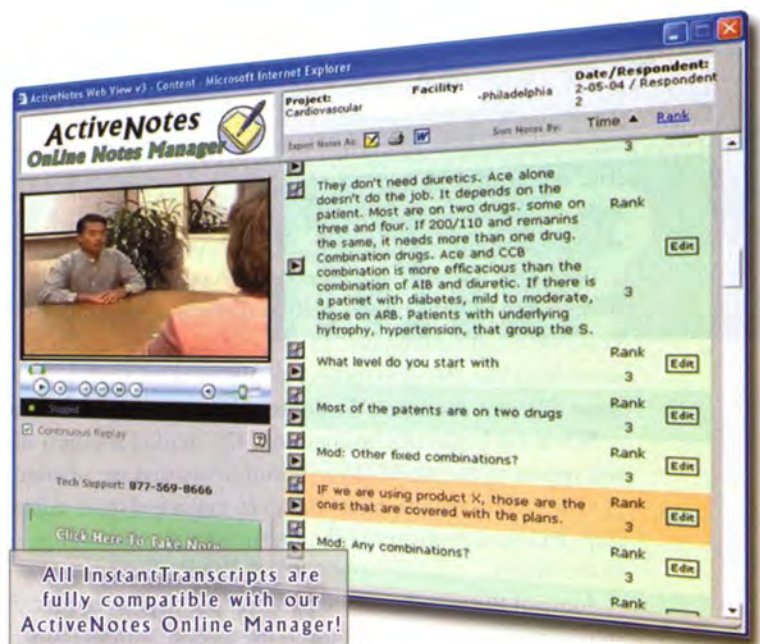 ActiveNotes Web View v3 - Content - Microsoft Internet Explorer
ActiveNotes
OnLine Notes Manager
Project:
Cardiovascular
Facility:
-Philadelphia
Date/Respondent:
2-05-04 / Respondent
2
Export Notes As:
Sort Notes By:
Time ▲ Rank
3
They don't need diuretics. Ace alone
doesn't do the job. It depends on the
patient. Most are on two drugs. some on
three and four. If 200/110 and remanins
the same, it needs more than one drug.
Combination drugs. Ace and CCB
combination is more efficacious than the
combination of AIB and diuretic. If there is
a patinet with diabetes, mild to moderate,
those on ARB. Patients with underlying
hytrophy, hypertension, that group the S.
Rank
3
Edit
What level do you start with
Rank
3
Edit
Most of the patents are on two drugs
Rank
3
Edit
Mod: Other fixed combinations?
Rank
3
Edit
IF we are using product X, those are the
ones that are covered with the plans.
Rank
3
Edit
Mod: Any combinations?
Rank
3
Edit
Rank
Stopped
Continuous Replay
Tech Support: 877-569-8666
Click Here To Take Note
All InstantTranscripts are
fully compatible with our
ActiveNotes Online Manager!